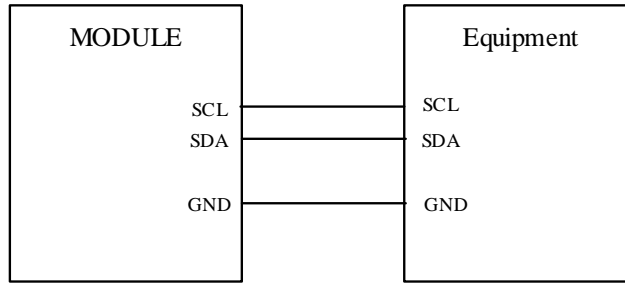 MODULE
SCL
SDA
GND
Equipment
SCL
SDA
GND